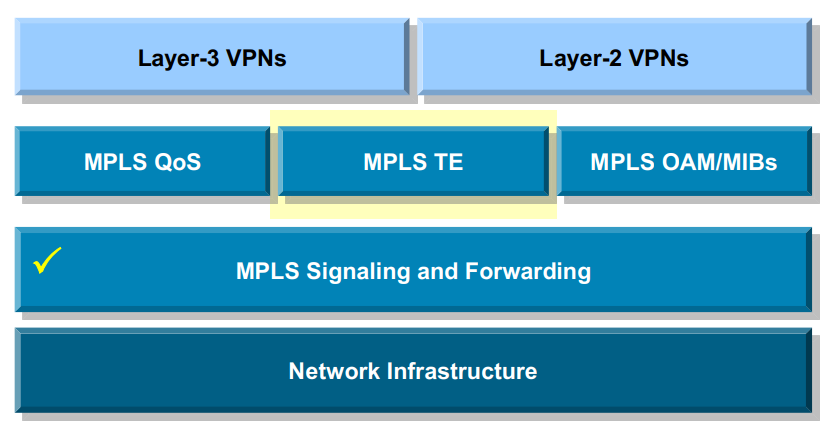 Layer-3 VPNs
Layer-2 VPNs
MPLS QoS
MPLS TE
MPLS OAM/MIBs
MPLS Signaling and Forwarding
Network Infrastructure